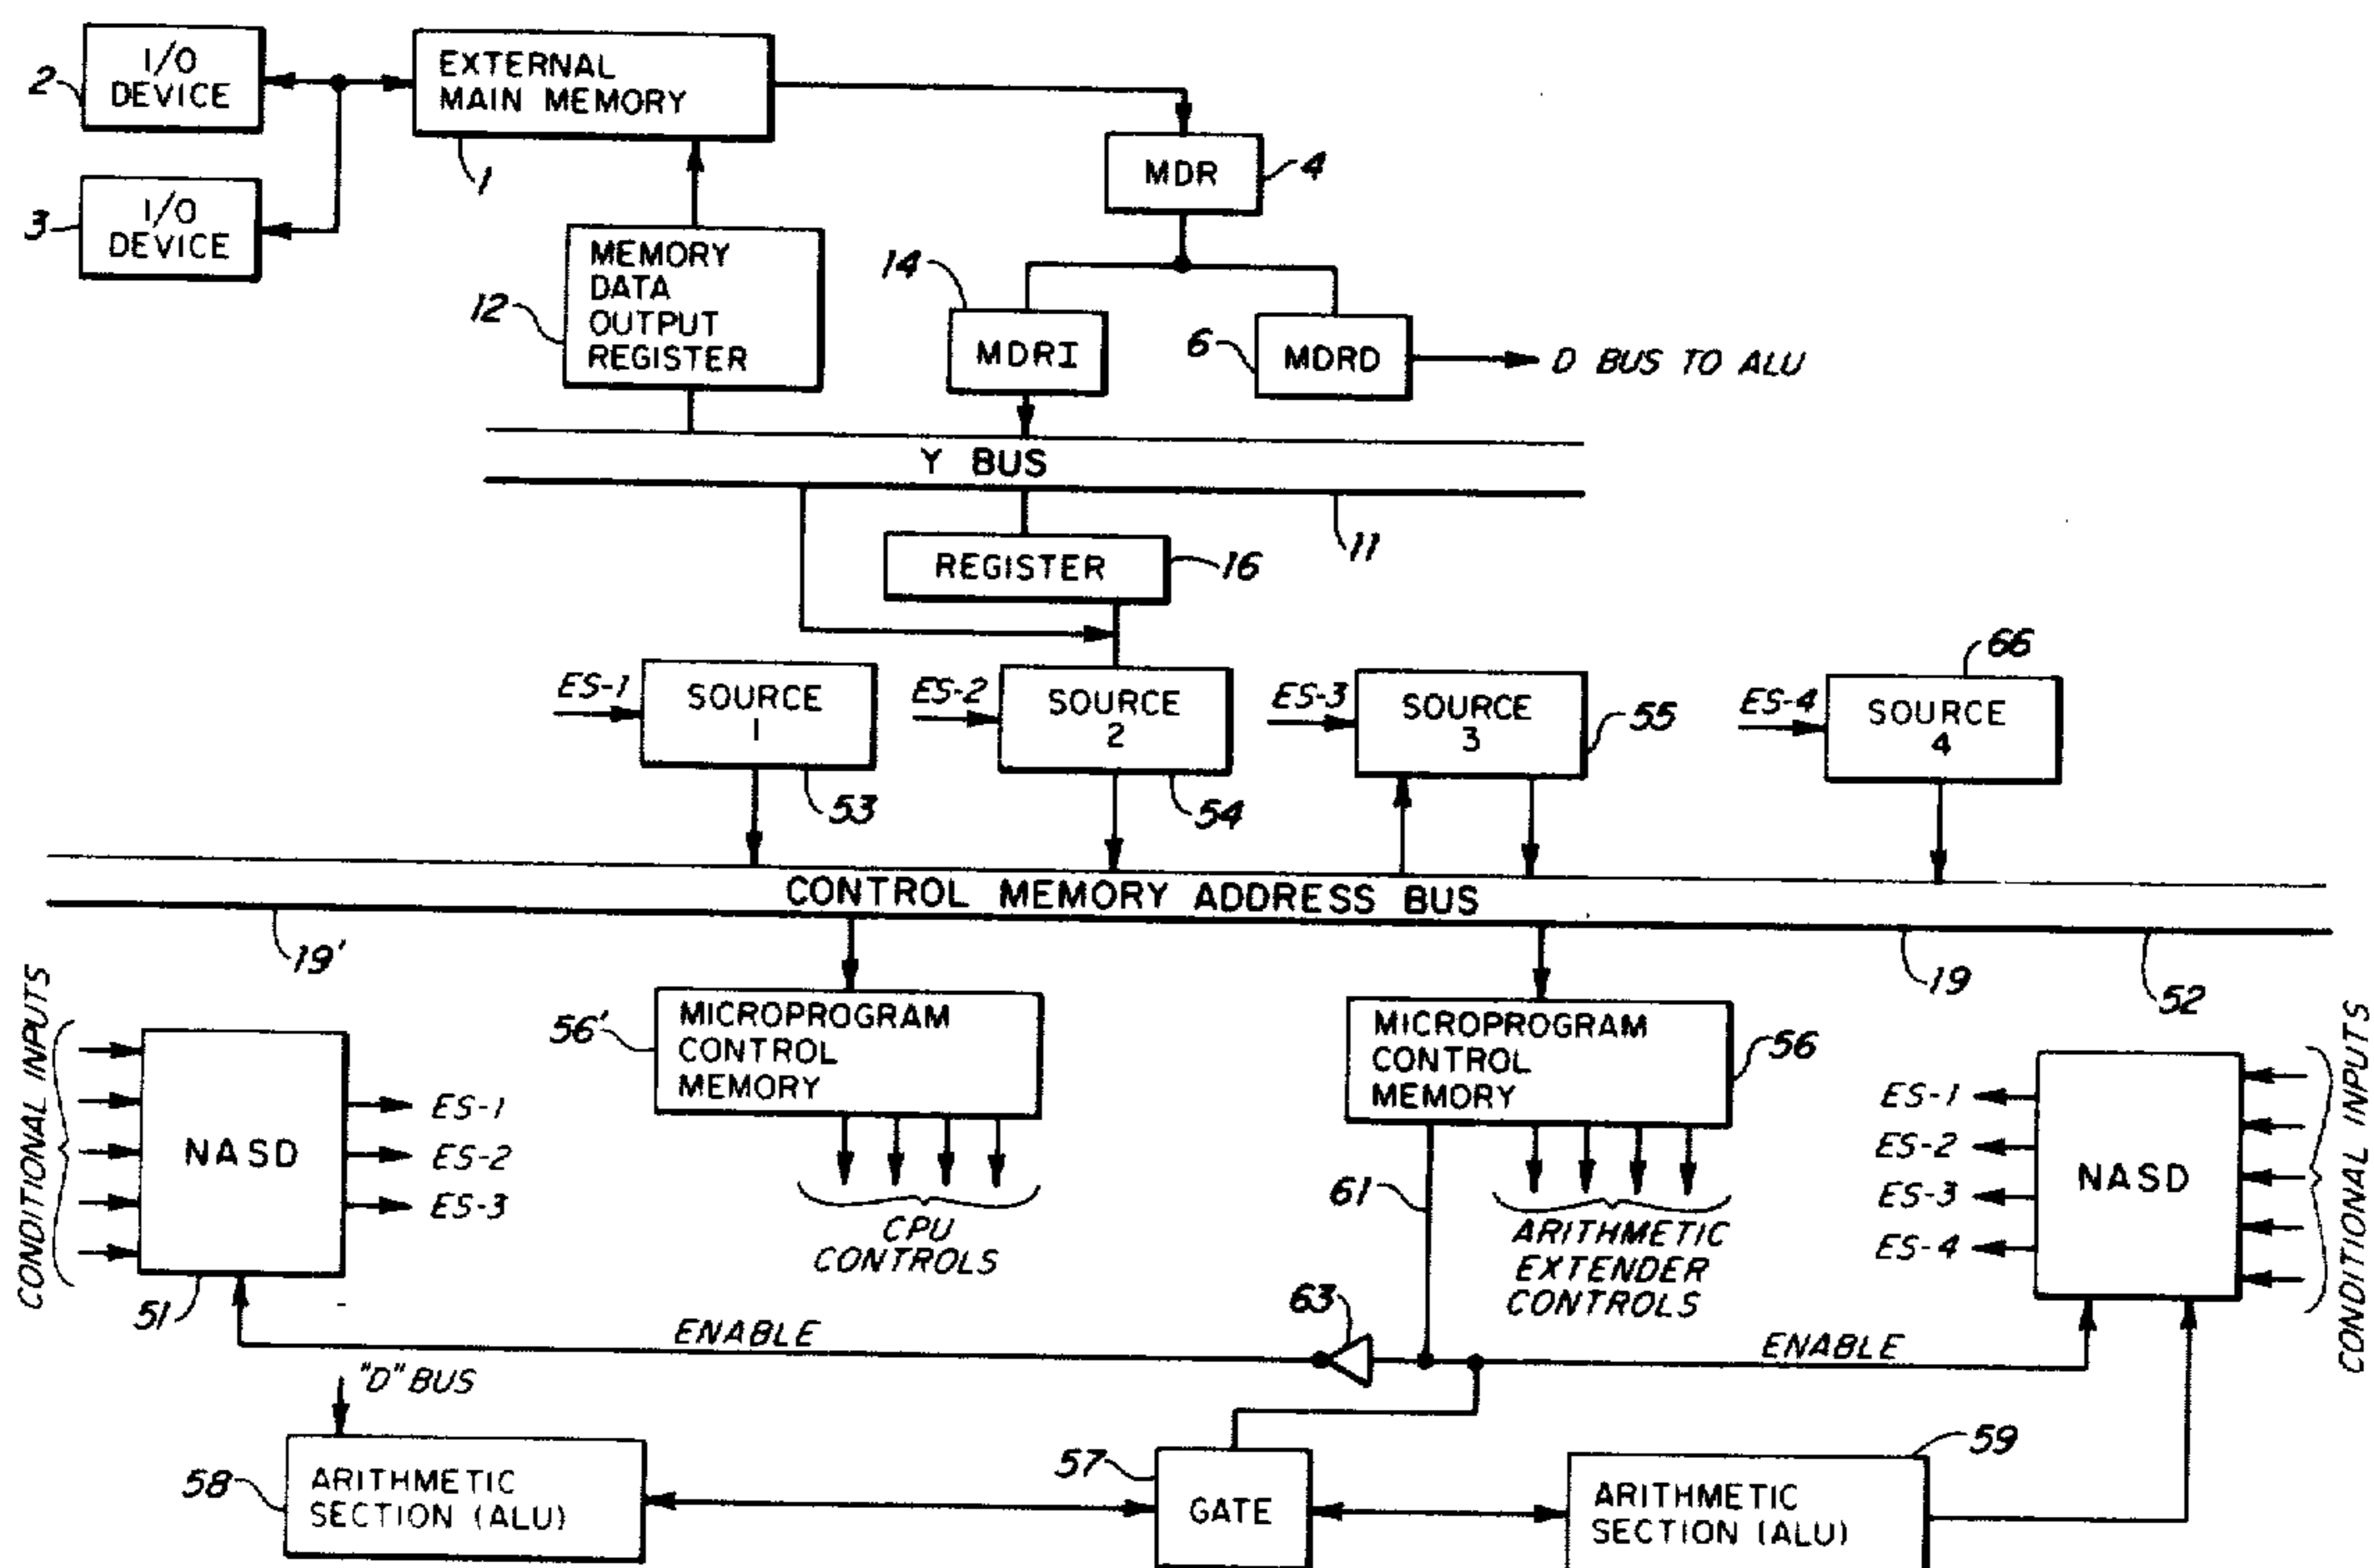 2
I/O
DEVICE
EXTERNAL
MAIN MEMORY
1
3
I/O
DEVICE
MDR
4
12
MEMORY
DATA
OUTPUT
REGISTER
14
MDRI
6
MDRD
D BUS TO ALU
Y BUS
11
REGISTER
16
ES-1
SOURCE
1
53
ES-2
SOURCE
2
54
ES-3
SOURCE
3
55
ES-4
SOURCE
4
66
CONTROL MEMORY ADDRESS BUS
19'
19
52
CONDITIONAL INPUTS
NASD
51
ES-1
ES-2
ES-3
56'
MICROPROGRAM
CONTROL
MEMORY
CPU
CONTROLS
MICROPROGRAM
CONTROL
MEMORY
56
61
ARITHMETIC
EXTENDER
CONTROLS
ES-1
ES-2
ES-3
ES-4
NASD
CONDITIONAL INPUTS
ENABLE
63
ENABLE
"D" BUS
58
ARITHMETIC
SECTION (ALU)
57
GATE
59
ARITHMETIC
SECTION (ALU)